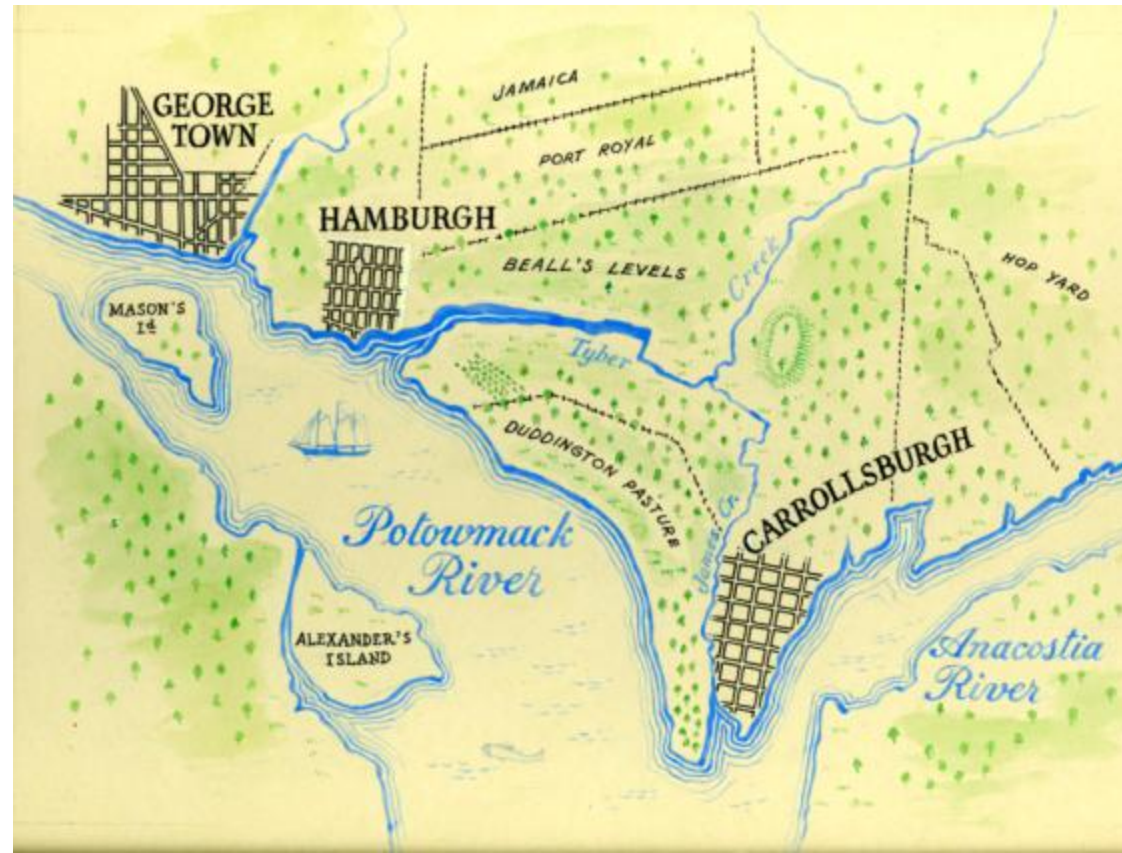 GEORGE
TOWN
JAMAICA
PORT ROYAL
HAMBURGH
BEALL'S LEVELS
HOP YARD
Creek
MASON'S
Id
Tyber
DUDDINGTON PASTURE
CARROLLSBURGH
James Cr.
Potowmack
River
ALEXANDER'S
ISLAND
Anacostia
River